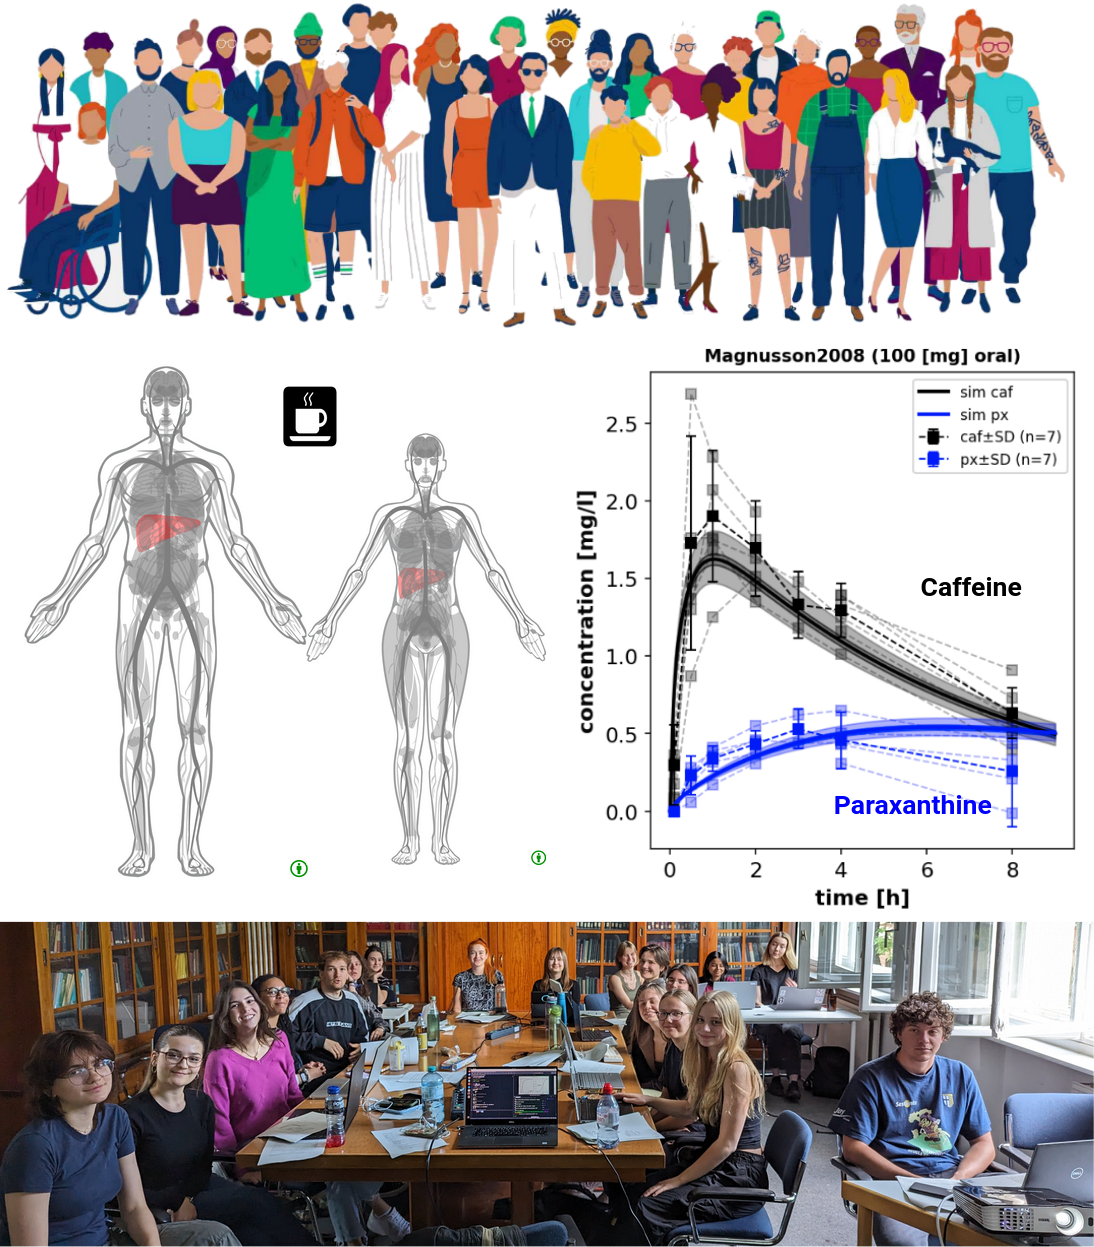 Magnusson2008 (100 [mg] oral)
sim caf
sim px
caf±SD (n=7)
px±SD (n=7)
2.5
2.0
1.5
1.0
0.5
0.0
concentration [mg/l]
Caffeine
Paraxanthine
0
2
4
6
8
time [h]
DELL